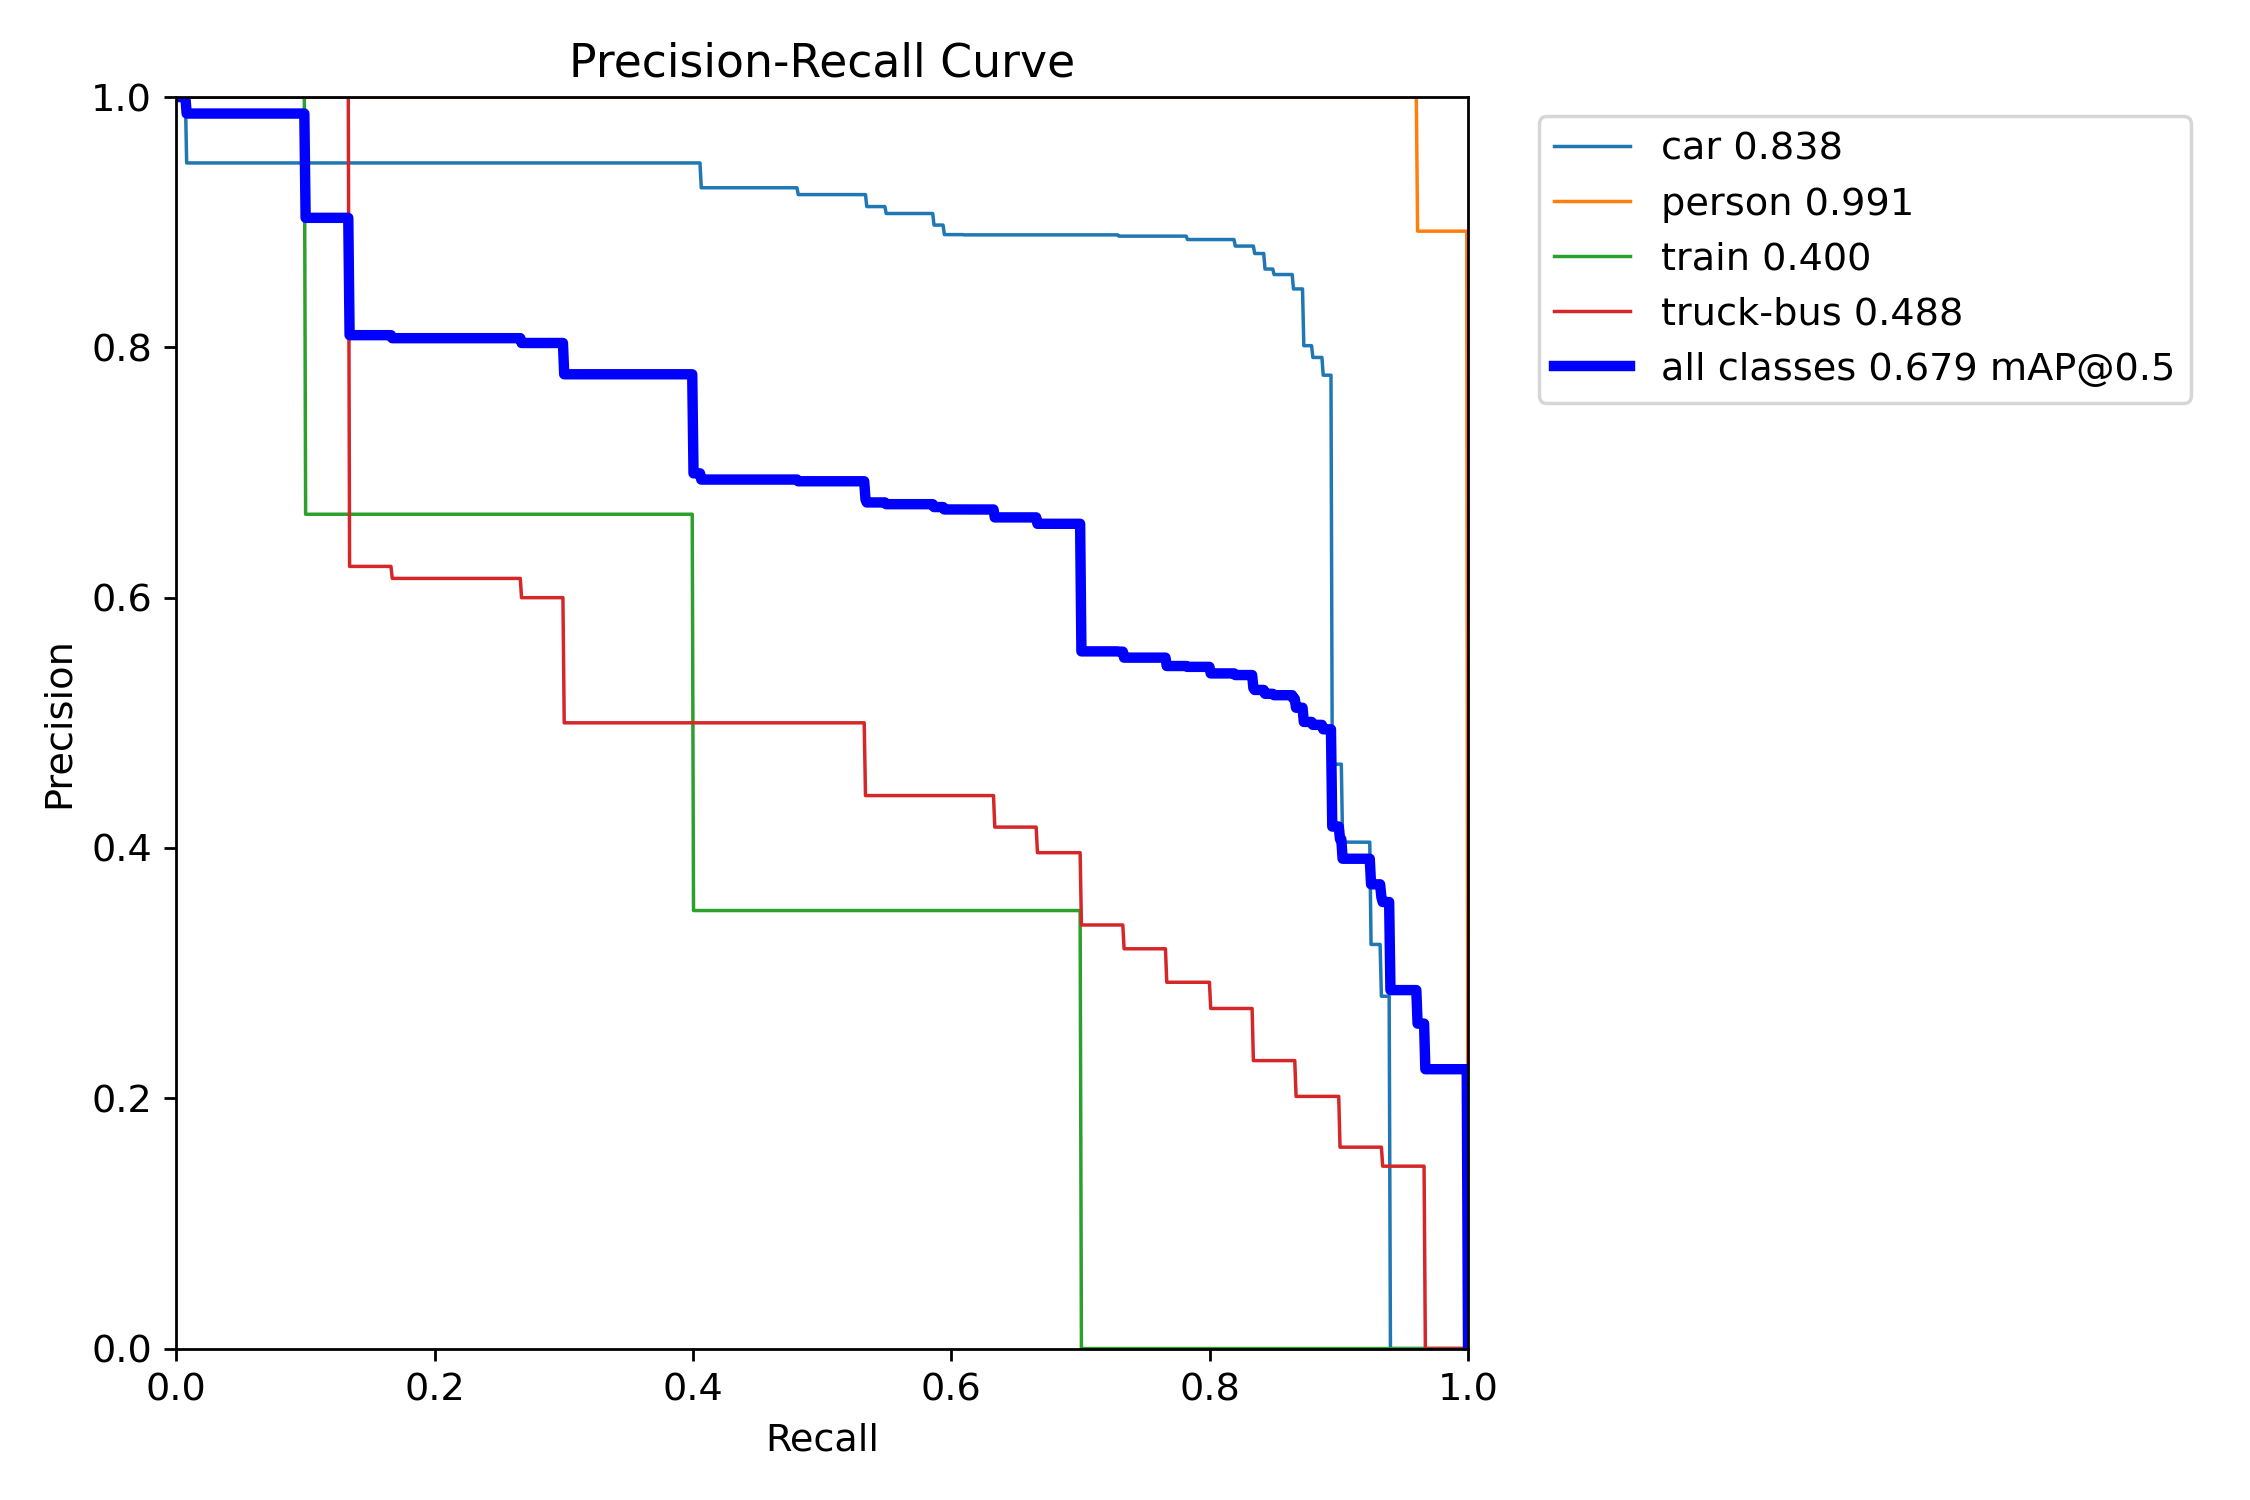 Precision-Recall Curve
1.0
0.8
0.6
0.4
0.2
0.0
Precision
0.0 0.2 0.4 0.6 0.8 1.0
Recall
car 0.838
person 0.991
train 0.400
truck-bus 0.488
all classes 0.679 mAP@0.5